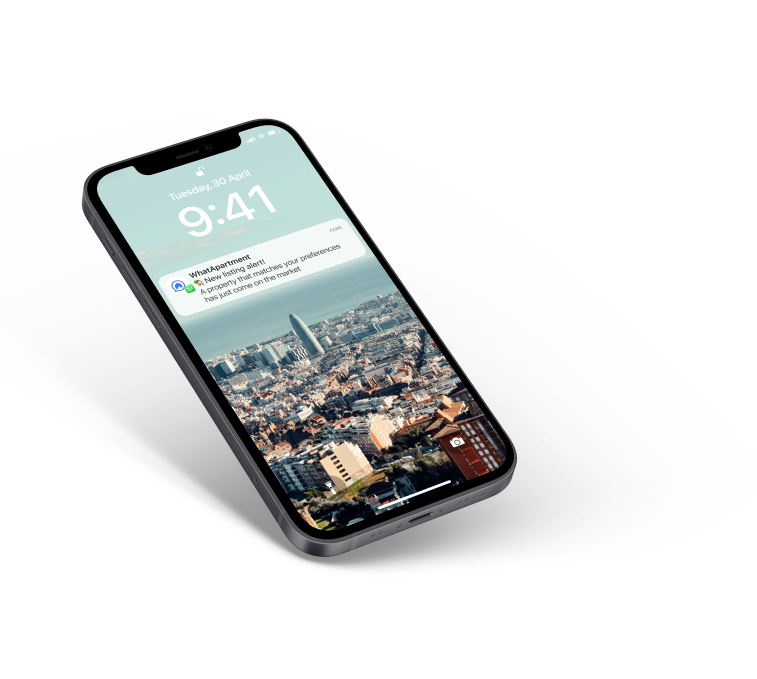 Tuesday, 30 April
9:41
WhatApartment
now
🏡 New listing alert!
A property that matches your preferences
has just come on the market